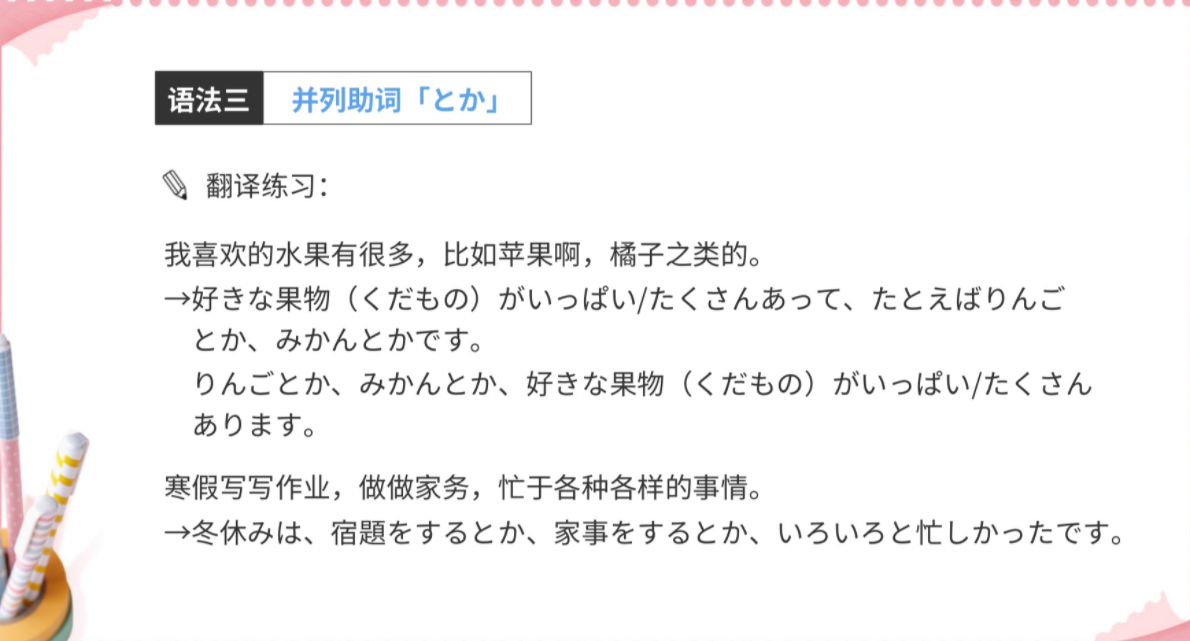 语法三 并列助词「とか」
翻译练习：
我喜欢的水果有很多，比如苹果啊，橘子之类的。
→好きな果物（くだもの）がいっぱい/たくさんあって、たとえばりんご
とか、みかんとかです。
りんごとか、みかんとか、好きな果物（くだもの）がいっぱい/たくさん
あります。
寒假写写作业，做做家务，忙于各种各样的事情。
→冬休みは、宿題をするとか、家事をするとか、いろいろと忙しかったです。